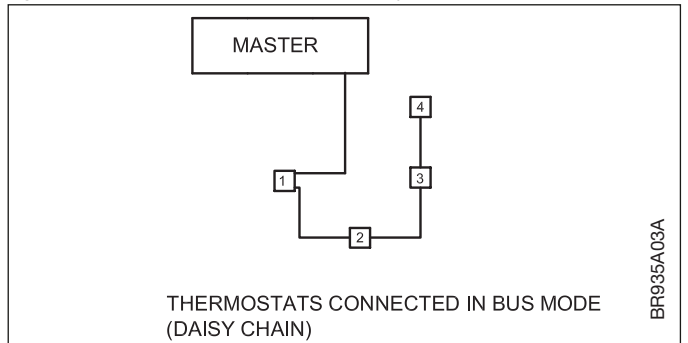 MASTER
4
1
3
2
THERMOSTATS CONNECTED IN BUS MODE
(DAISY CHAIN)
BR935A03A